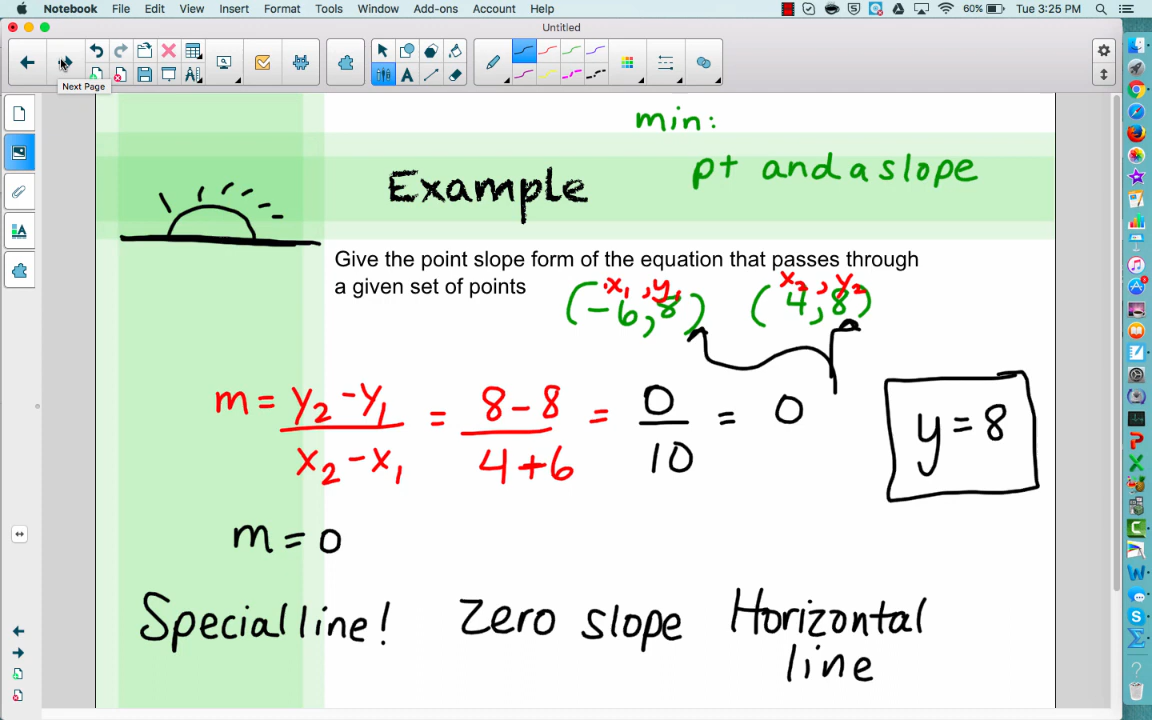 Notebook File Edit View Insert Format Tools Window Add-ons Account Help 60% Tue 3:25 PM
Untitled
Next Page
min:
pt and a slope
Example
Give the point slope form of the equation that passes through
a given set of points
x₁ , y₁ x₂ , y₂
(-6, 8) (4, 8)
m = y₂ - y₁ / x₂ - x₁ = 8 - 8 / 4 + 6 = 0 / 10 = 0
y = 8
m = 0
Special line! Zero slope Horizontal
line